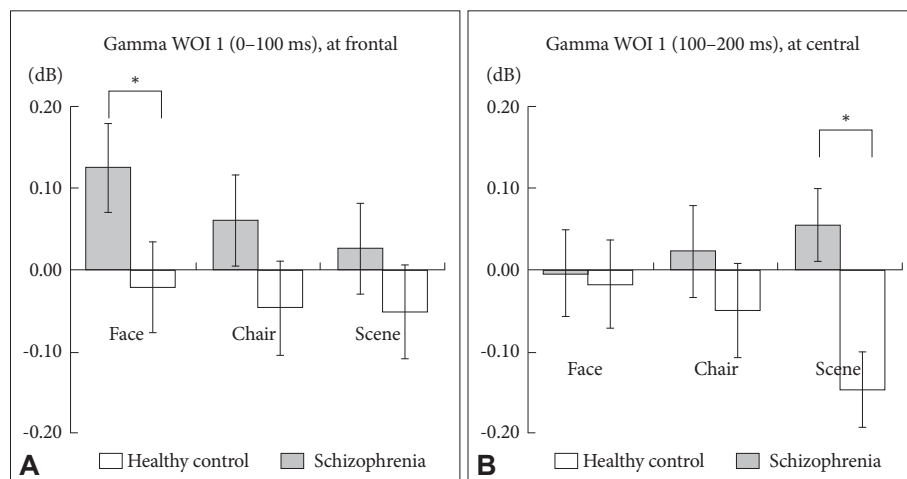 Gamma WOI 1 (0–100 ms), at frontal
(dB)
*
0.20
0.10
0.00
-0.10
-0.20
Face
Chair
Scene
A
Healthy control
Schizophrenia
Gamma WOI 1 (100–200 ms), at central
(dB)
*
0.20
0.10
0.00
-0.10
-0.20
Face
Chair
Scene
B
Healthy control
Schizophrenia